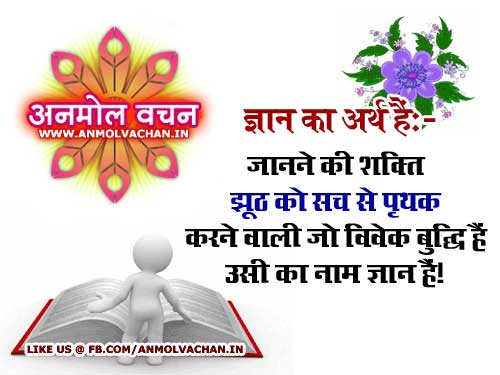 अनमोल वचन
WWW.ANMOLVACHAN.IN
ज्ञान का अर्थ हैं:-
जानने की शक्ति
झूठ को सच से पृथक
करने वाली जो विवेक बुद्धि हैं
उसी का नाम ज्ञान हैं!
LIKE US @ FB.COM/ANMOLVACHAN.IN